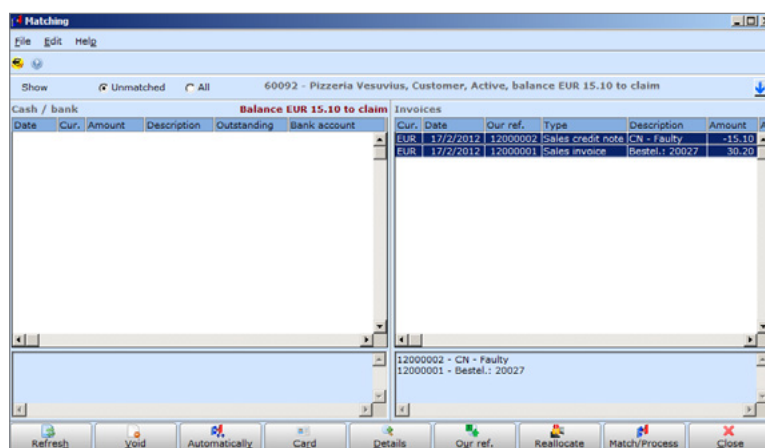 Matching
File Edit Help
Show Unmatched All 60092 - Pizzeria Vesuvius, Customer, Active, balance EUR 15.10 to claim
Cash / bank Balance EUR 15.10 to claim Invoices
Date Cur. Amount Description Outstanding Bank account Cur. Date Our ref. Type Description Amount A
EUR 17/2/2012 12000002 Sales credit note CN - Faulty -15.10
EUR 17/2/2012 12000001 Sales invoice Bestel.: 20027 30.20
12000002 - CN - Faulty
12000001 - Bestel.: 20027
Refresh Void Automatically Card Details Our ref. Reallocate Match/Process Close